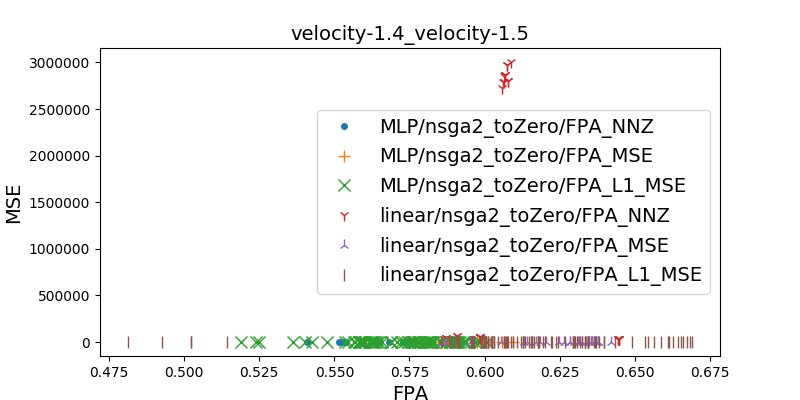 velocity-1.4_velocity-1.5
3000000
2500000
2000000
1500000
1000000
500000
0
MSE
MLP/nsga2_toZero/FPA_NNZ
MLP/nsga2_toZero/FPA_MSE
MLP/nsga2_toZero/FPA_L1_MSE
linear/nsga2_toZero/FPA_NNZ
linear/nsga2_toZero/FPA_MSE
linear/nsga2_toZero/FPA_L1_MSE
0.475 0.500 0.525 0.550 0.575 0.600 0.625 0.650 0.675
FPA